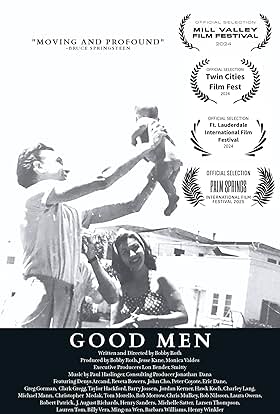 "MOVING AND PROFOUND"
-BRUCE SPRINGSTEEN
OFFICIAL SELECTION
MILL VALLEY
FILM FESTIVAL
2024
OFFICIAL SELECTION
Twin Cities
Film Fest
2024
OFFICIAL SELECTION
Ft. Lauderdale
International Film
Festival
2024
OFFICIAL SELECTION
PALM SPRINGS
INTERNATIONAL FILM
FESTIVAL 2025
GOOD MEN
Written and Directed by Bobby Roth
Produced by Bobby Roth, Jesse Kane, Monica Valdes
Executive Producers Lon Bender, Smitty
Music by Paul Haslinger, Consulting Producer Jonathan Dana
Featuring Denys Arcand, Reveta Bowers, John Cho, Peter Coyote, Eric Dane,
Greg Gorman, Clark Gregg, Taylor Hackford, Barry Jossen, Jordan Kerner, Hawk Koch, Charley Lang,
Michael Mann, Christopher Medak, Tom Morello, Bob Morrow, Chris Mulkey, Bob Nilsson, Laura Owens,
Robert Patrick, J. August Richards, Henry Sanders, Michelle Satter, Larsen Thompson,
Lauren Tom, Billy Vera, Ming-na Wen, Barbara Williams, Henry Winkler